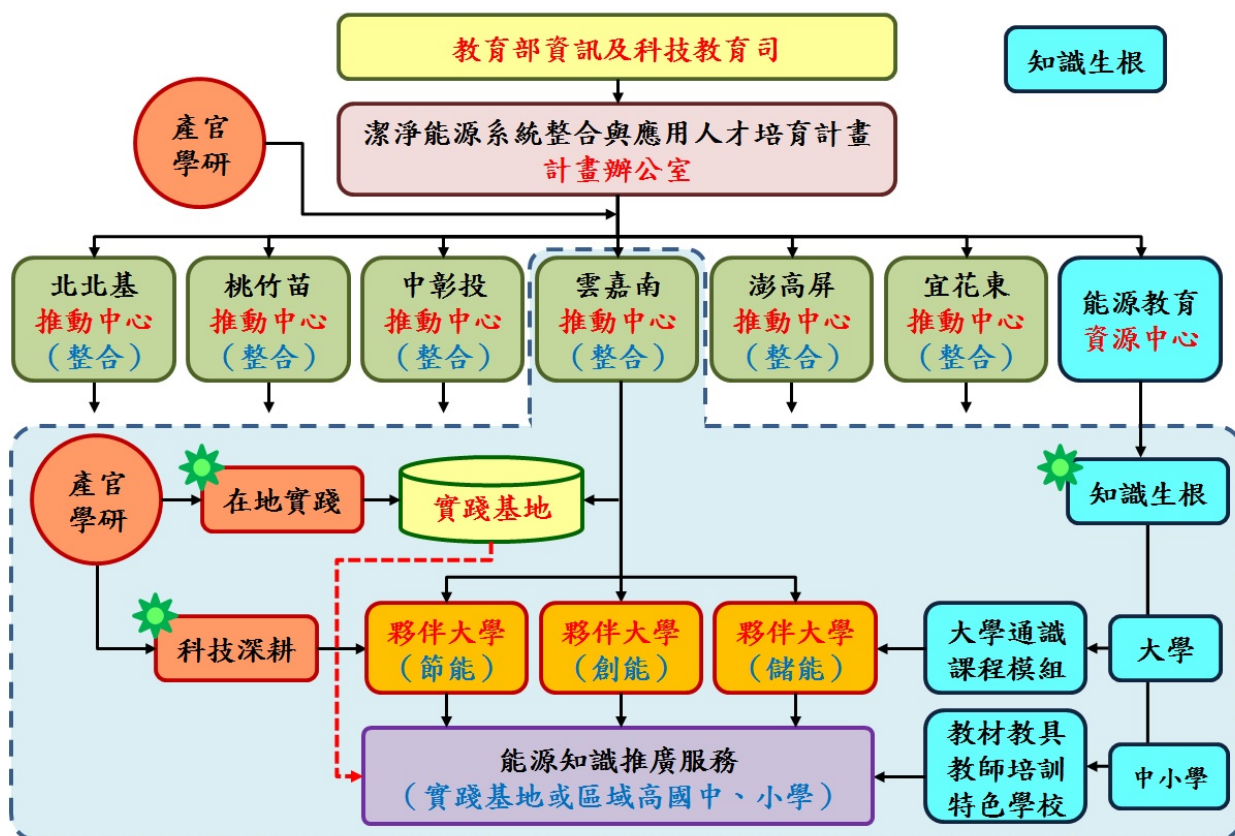 教育部資訊及科技教育司
知識生根
產官
學研
潔淨能源系統整合與應用人才培育計畫
計畫辦公室
北北基
推動中心
(整合)
桃竹苗
推動中心
(整合)
中彰投
推動中心
(整合)
雲嘉南
推動中心
(整合)
澎高屏
推動中心
(整合)
宜花東
推動中心
(整合)
能源教育
資源中心
產官
學研
在地實踐
實踐基地
知識生根
科技深耕
夥伴大學
(節能)
夥伴大學
(創能)
夥伴大學
(儲能)
大學通識
課程模組
大學
能源知識推廣服務
(實踐基地或區域高國中、小學)
教材教具
教師培訓
特色學校
中小學